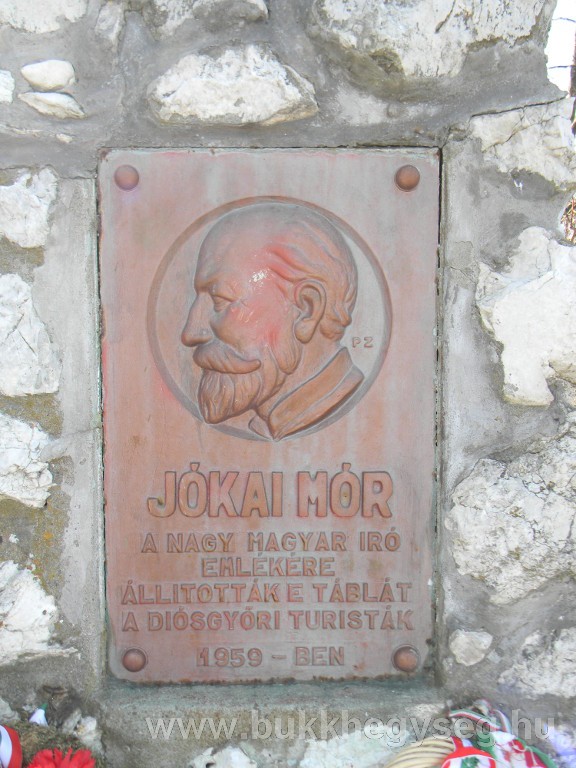 PZ
JÓKAI MÓR
A NAGY MAGYAR IRÓ
EMLÉKÉRE
ÁLLITOTTÁK E TÁBLÁT
A DIÓSGYŐRI TURISTÁK
1959 - BEN
www.bukkhegyseg.hu